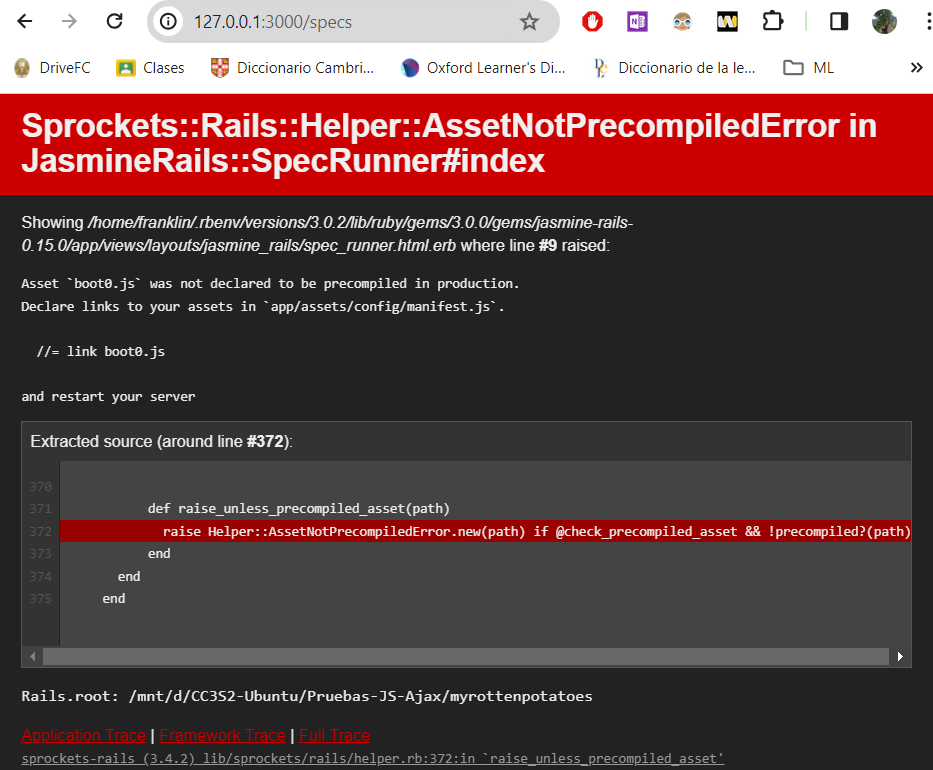 127.0.0.1:3000/specs
DriveFC Clases Diccionario Cambri... Oxford Learner's Di... Diccionario de la le... ML »
Sprockets::Rails::Helper::AssetNotPrecompiledError in
JasmineRails::SpecRunner#index
Showing /home/franklin/.rbenv/versions/3.0.2/lib/ruby/gems/3.0.0/gems/jasmine-rails-
0.15.0/app/views/layouts/jasmine_rails/spec_runner.html.erb where line #9 raised:
Asset `boot0.js` was not declared to be precompiled in production.
Declare links to your assets in `app/assets/config/manifest.js`.
//= link boot0.js
and restart your server
Extracted source (around line #372):
370
371 def raise_unless_precompiled_asset(path)
372 raise Helper::AssetNotPrecompiledError.new(path) if @check_precompiled_asset && !precompiled?(path)
373 end
374 end
375 end
Rails.root: /mnt/d/CC3S2-Ubuntu/Pruebas-JS-Ajax/myrottenpotatoes
Application Trace | Framework Trace | Full Trace
sprockets-rails (3.4.2) lib/sprockets/rails/helper.rb:372:in `raise_unless_precompiled_asset'